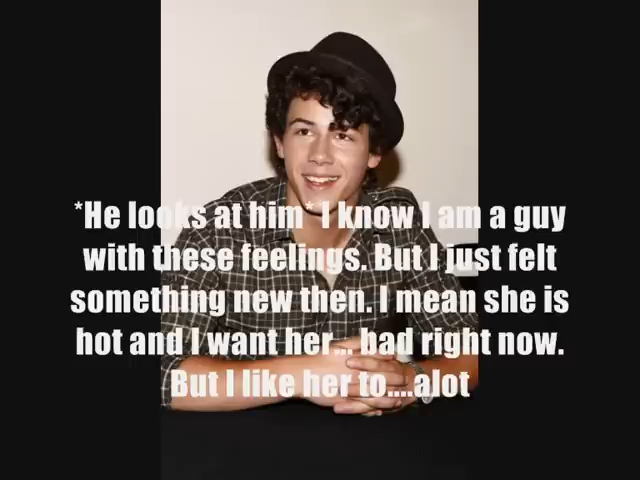 *He looks at him* I know I am a guy
with these feelings. But I just felt
something new then. I mean she is
hot and I want her... bad right now.
But I like her to....alot